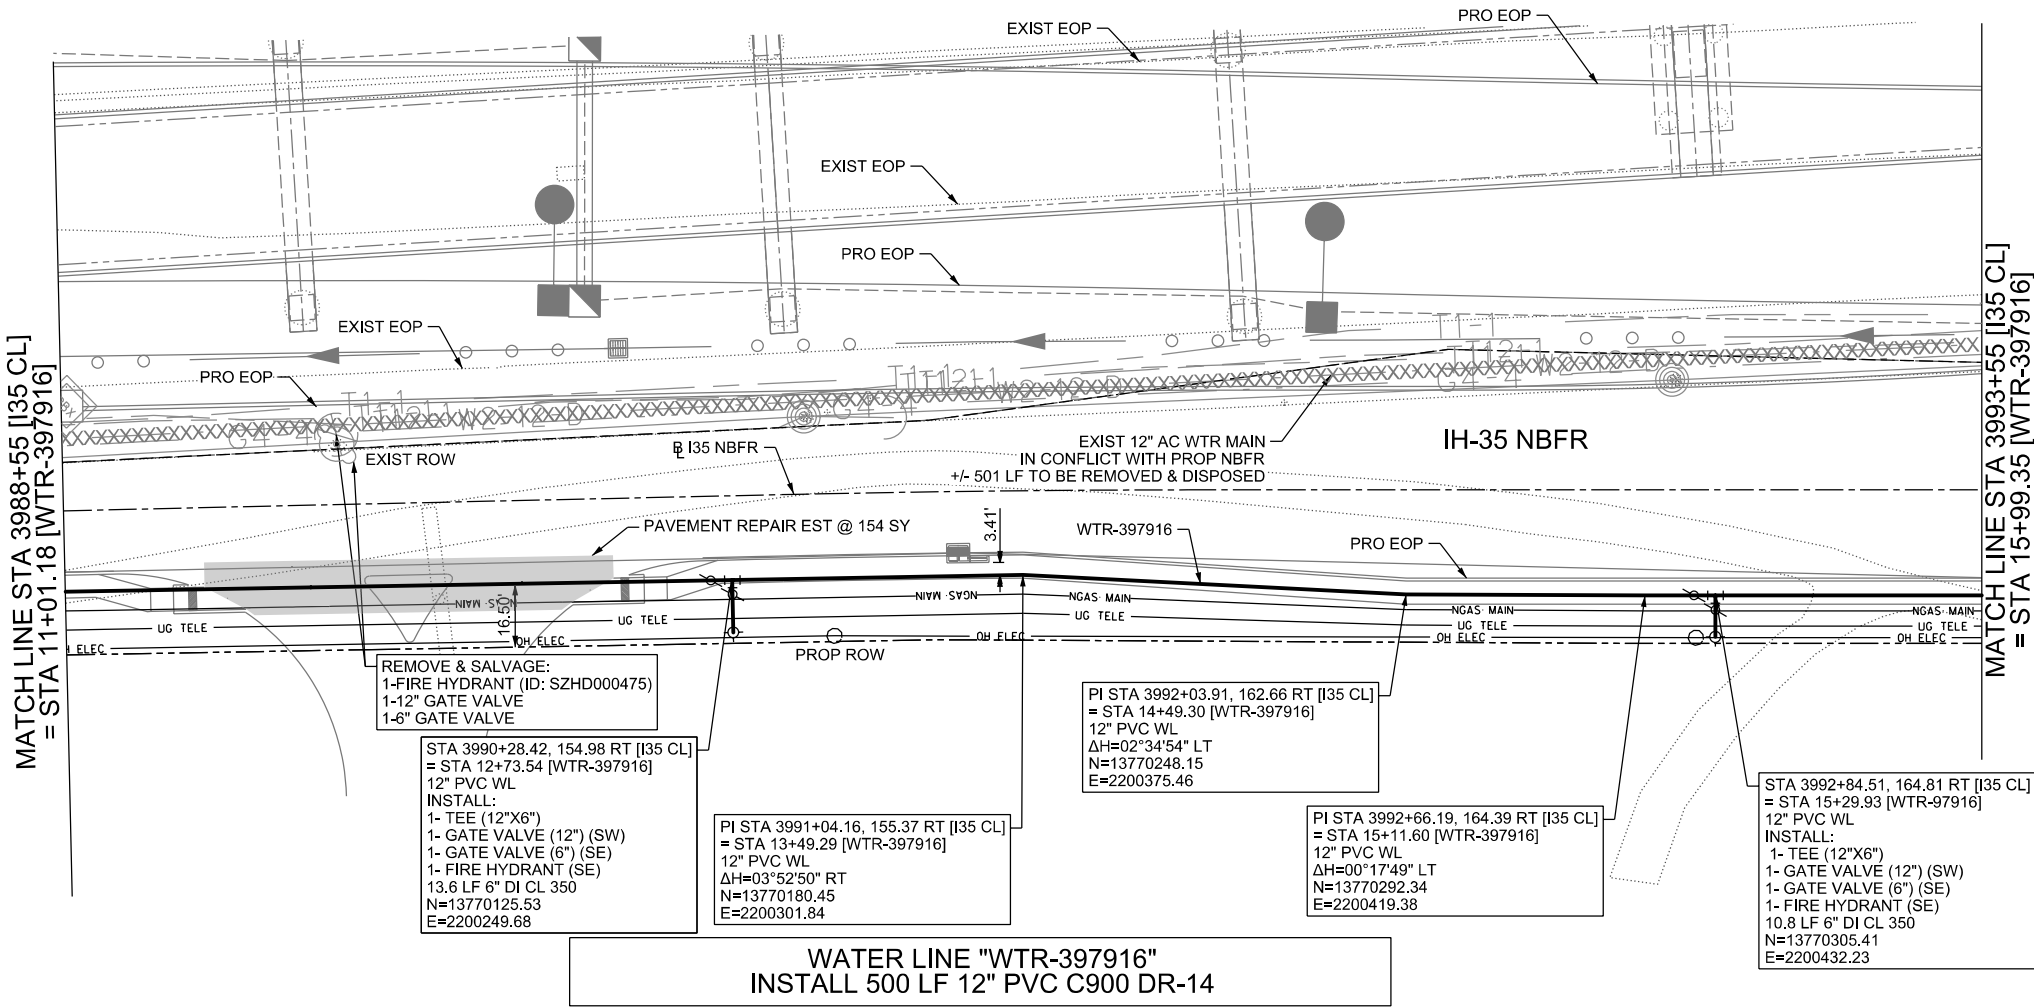 EXIST EOP
PRO EOP
EXIST EOP
PRO EOP
EXIST EOP
PRO EOP
EXIST ROW
B I35 NBFR
EXIST 12" AC WTR MAIN
IN CONFLICT WITH PROP NBFR
+/- 501 LF TO BE REMOVED & DISPOSED
IH-35 NBFR
MATCH LINE STA 3988+55 [I35 CL]
= STA 11+01.18 [WTR-397916]
MATCH LINE STA 3993+55 [I35 CL]
= STA 15+99.35 [WTR-397916]
PAVEMENT REPAIR EST @ 154 SY
3.41'
WTR-397916
PRO EOP
16.50'
NGAS MAIN
NGAS MAIN
NGAS MAIN
NGAS MAIN
UG TELE
UG TELE
UG TELE
UG TELE
UG TELE
OH ELEC
OH ELEC
OH ELEC
OH ELEC
H ELEC
PROP ROW
REMOVE & SALVAGE:
1-FIRE HYDRANT (ID: SZHD000475)
1-12" GATE VALVE
1-6" GATE VALVE
STA 3990+28.42, 154.98 RT [I35 CL]
= STA 12+73.54 [WTR-397916]
12" PVC WL
INSTALL:
1- TEE (12"X6")
1- GATE VALVE (12") (SW)
1- GATE VALVE (6") (SE)
1- FIRE HYDRANT (SE)
13.6 LF 6" DI CL 350
N=13770125.53
E=2200249.68
PI STA 3991+04.16, 155.37 RT [I35 CL]
= STA 13+49.29 [WTR-397916]
12" PVC WL
ΔH=03°52'50" RT
N=13770180.45
E=2200301.84
PI STA 3992+03.91, 162.66 RT [I35 CL]
= STA 14+49.30 [WTR-397916]
12" PVC WL
ΔH=02°34'54" LT
N=13770248.15
E=2200375.46
PI STA 3992+66.19, 164.39 RT [I35 CL]
= STA 15+11.60 [WTR-397916]
12" PVC WL
ΔH=00°17'49" LT
N=13770292.34
E=2200419.38
STA 3992+84.51, 164.81 RT [I35 CL]
= STA 15+29.93 [WTR-97916]
12" PVC WL
INSTALL:
1- TEE (12"X6")
1- GATE VALVE (12") (SW)
1- GATE VALVE (6") (SE)
1- FIRE HYDRANT (SE)
10.8 LF 6" DI CL 350
N=13770305.41
E=2200432.23
WATER LINE "WTR-397916"
INSTALL 500 LF 12" PVC C900 DR-14